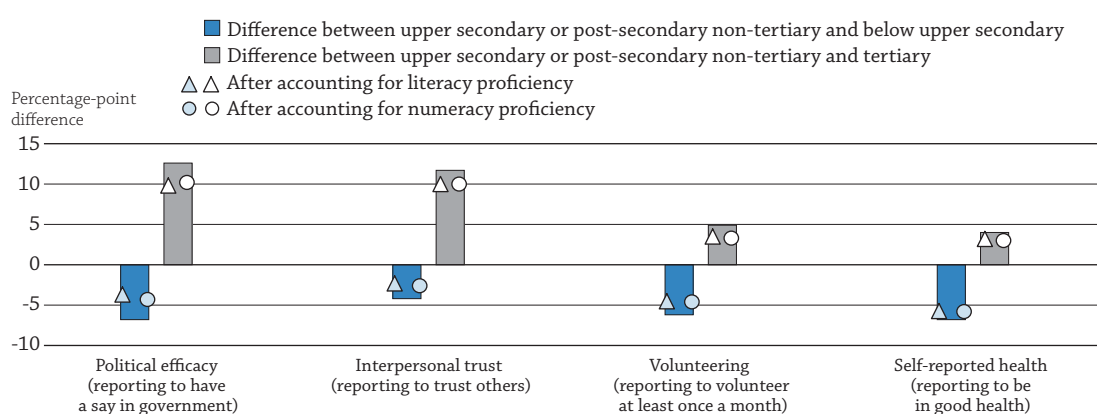 Difference between upper secondary or post-secondary non-tertiary and below upper secondary
Difference between upper secondary or post-secondary non-tertiary and tertiary
After accounting for literacy proficiency
After accounting for numeracy proficiency
Percentage-point
difference
15
10
5
0
-5
-10
Political efficacy
(reporting to have
a say in government)
Interpersonal trust
(reporting to trust others)
Volunteering
(reporting to volunteer
at least once a month)
Self-reported health
(reporting to be
in good health)